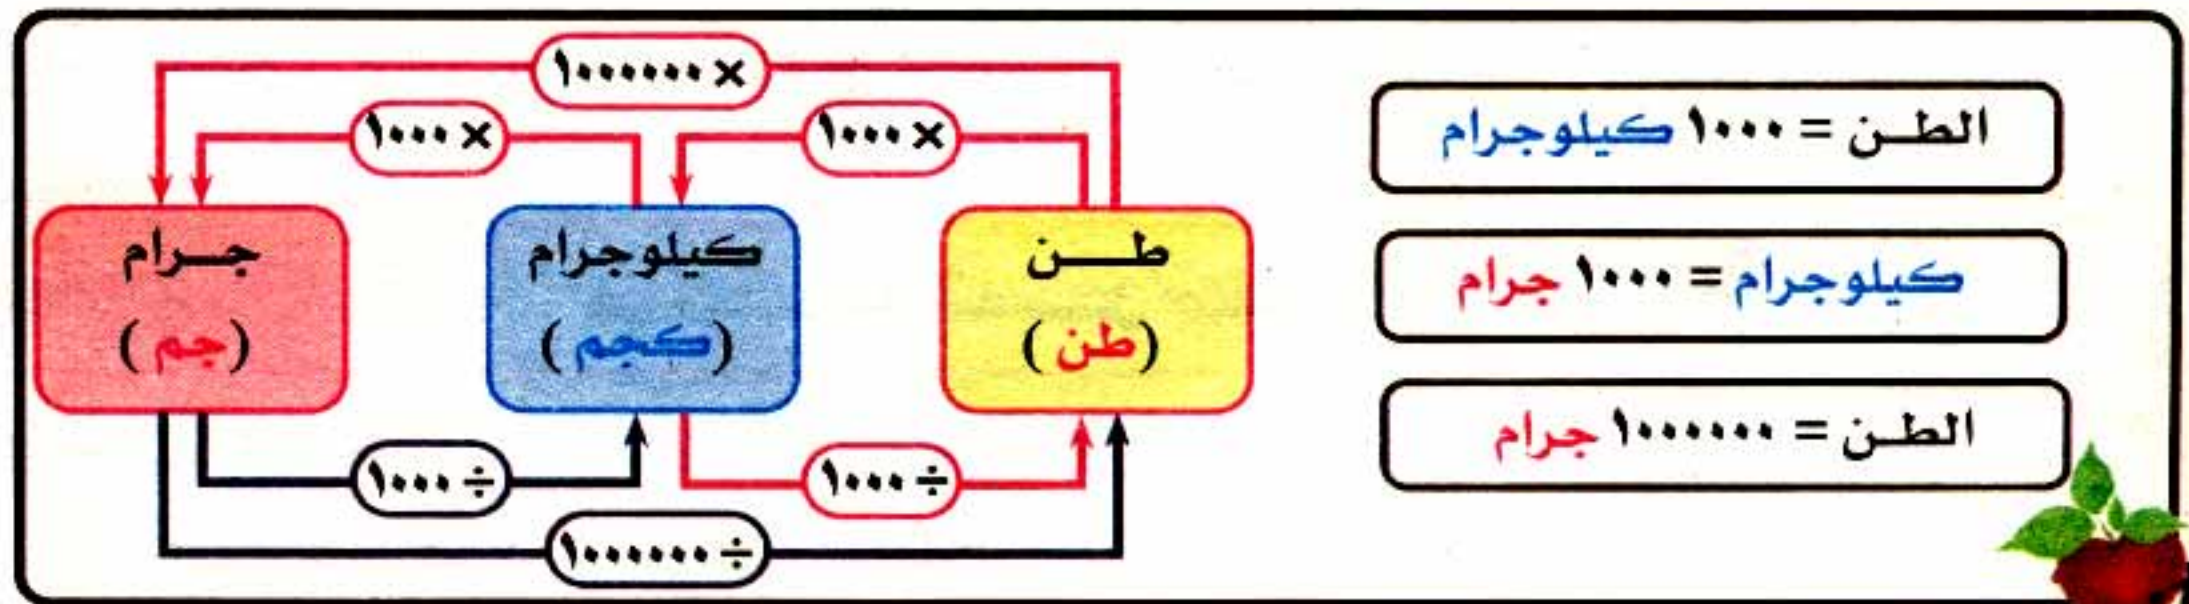 الطن = ١٠٠٠ كيلوجرام
كيلوجرام = ١٠٠٠ جرام
الطن = ١٠٠٠٠٠٠ جرام
× ١٠٠٠٠٠٠
× ١٠٠٠
× ١٠٠٠
طن
(طن)
كيلوجرام
(كجم)
جرام
(جم)
÷ ١٠٠٠
÷ ١٠٠٠
÷ ١٠٠٠٠٠٠